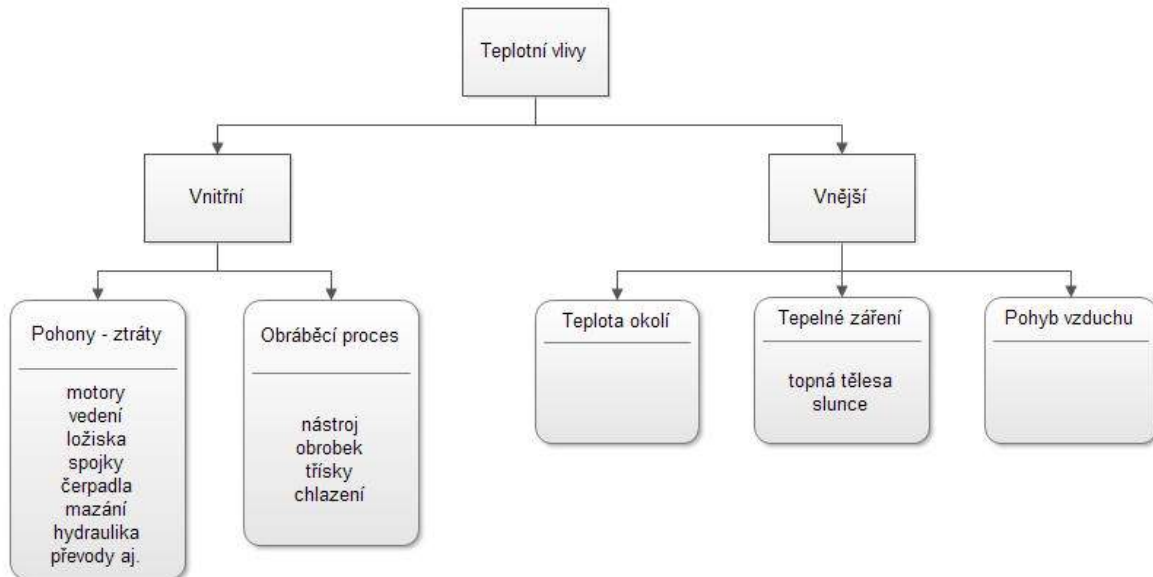 Teplotní vlivy
Vnitřní
Vnější
Pohony - ztráty
motory
vedení
ložiska
spojky
čerpadla
mazání
hydraulika
převody aj.
Obráběcí proces
nástroj
obrobek
třísky
chlazení
Teplota okolí
Tepelné záření
topná tělesa
slunce
Pohyb vzduchu